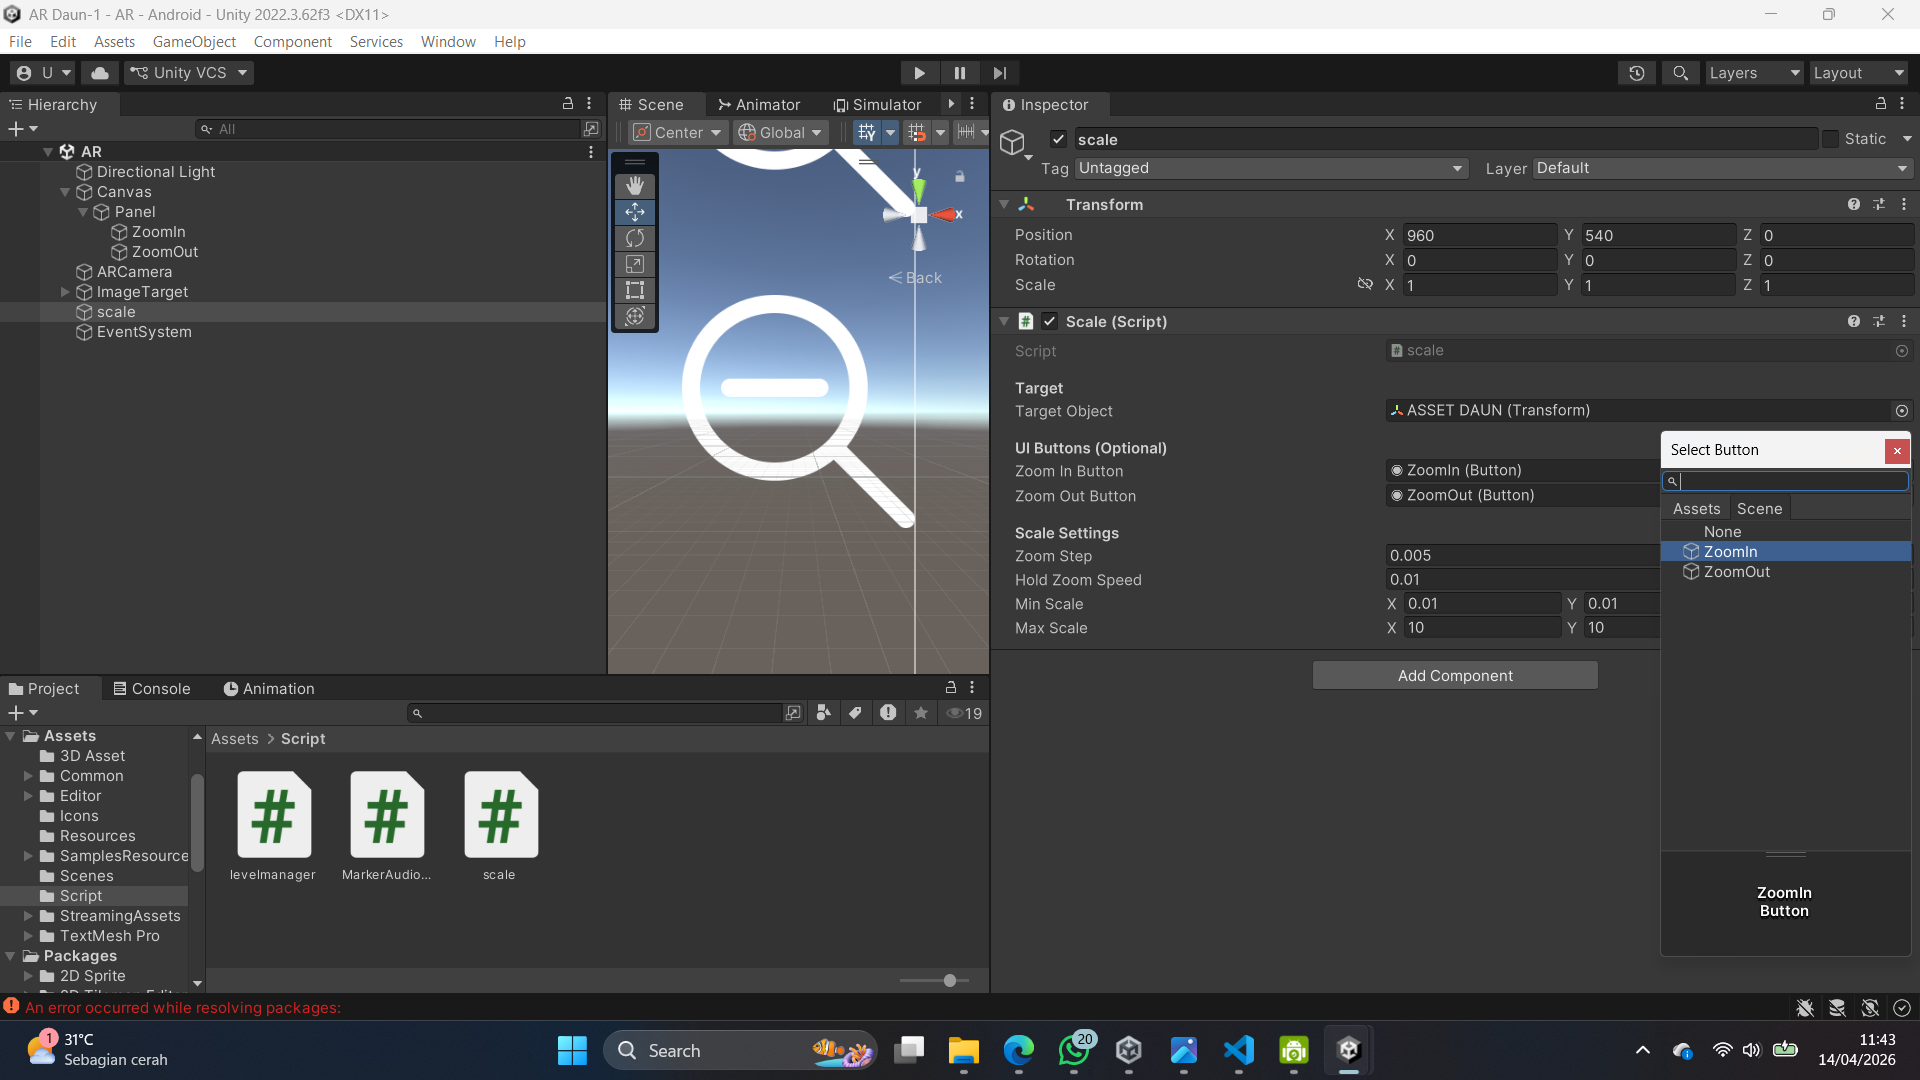 AR Daun-1 - AR - Android - Unity 2022.3.62f3 <DX11>
File Edit Assets GameObject Component Services Window Help
U Unity VCS Layers Layout
Hierarchy
All
AR
Directional Light
Canvas
Panel
ZoomIn
ZoomOut
ARCamera
ImageTarget
scale
EventSystem
Scene Animator Simulator
Center Global
y
x
Back
Inspector
scale Static
Tag Untagged Layer Default
Transform
Position X 960 Y 540 Z 0
Rotation X 0 Y 0 Z 0
Scale X 1 Y 1 Z 1
Scale (Script)
Script scale
Target
Target Object ASSET DAUN (Transform)
UI Buttons (Optional)
Zoom In Button ZoomIn (Button)
Zoom Out Button ZoomOut (Button)
Scale Settings
Zoom Step 0.005
Hold Zoom Speed 0.01
Min Scale X 0.01 Y 0.01
Max Scale X 10 Y 10
Add Component
Select Button
Assets Scene
None
ZoomIn
ZoomOut
ZoomIn
Button
Project Console Animation
19
Assets
3D Asset
Common
Editor
Icons
Resources
SamplesResource
Scenes
Script
StreamingAssets
TextMesh Pro
Packages
2D Sprite
Assets > Script
levelmanager MarkerAudio... scale
An error occurred while resolving packages:
1 31°C
Sebagian cerah
Search
20
11:43
14/04/2026